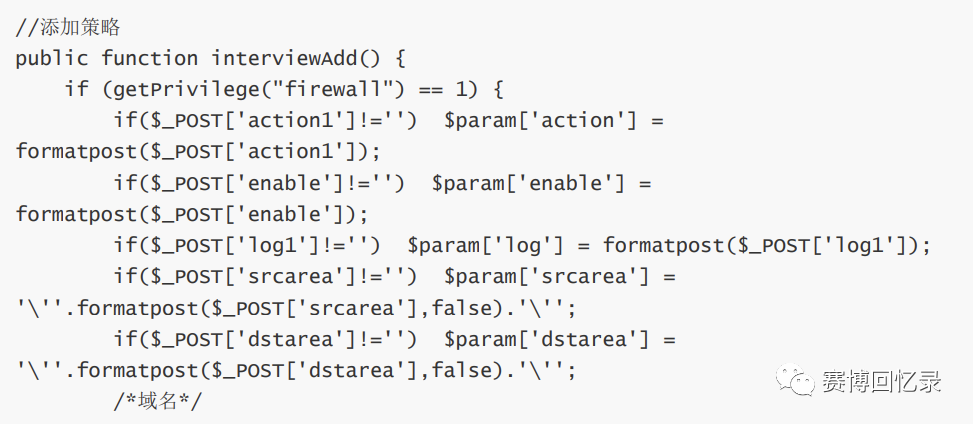 //添加策略
public function interviewAdd() {
    if (getPrivilege("firewall") == 1) {
        if($_POST['action1']!='')  $param['action'] =
formatpost($_POST['action1']);
        if($_POST['enable']!='')  $param['enable'] =
formatpost($_POST['enable']);
        if($_POST['log1']!='')  $param['log'] = formatpost($_POST['log1']);
        if($_POST['srcarea']!='')  $param['srcarea'] =
'\''.formatpost($_POST['srcarea'],false).'\'';
        if($_POST['dstarea']!='')  $param['dstarea'] =
'\''.formatpost($_POST['dstarea'],false).'\'';
        /*域名*/
赛博回忆录